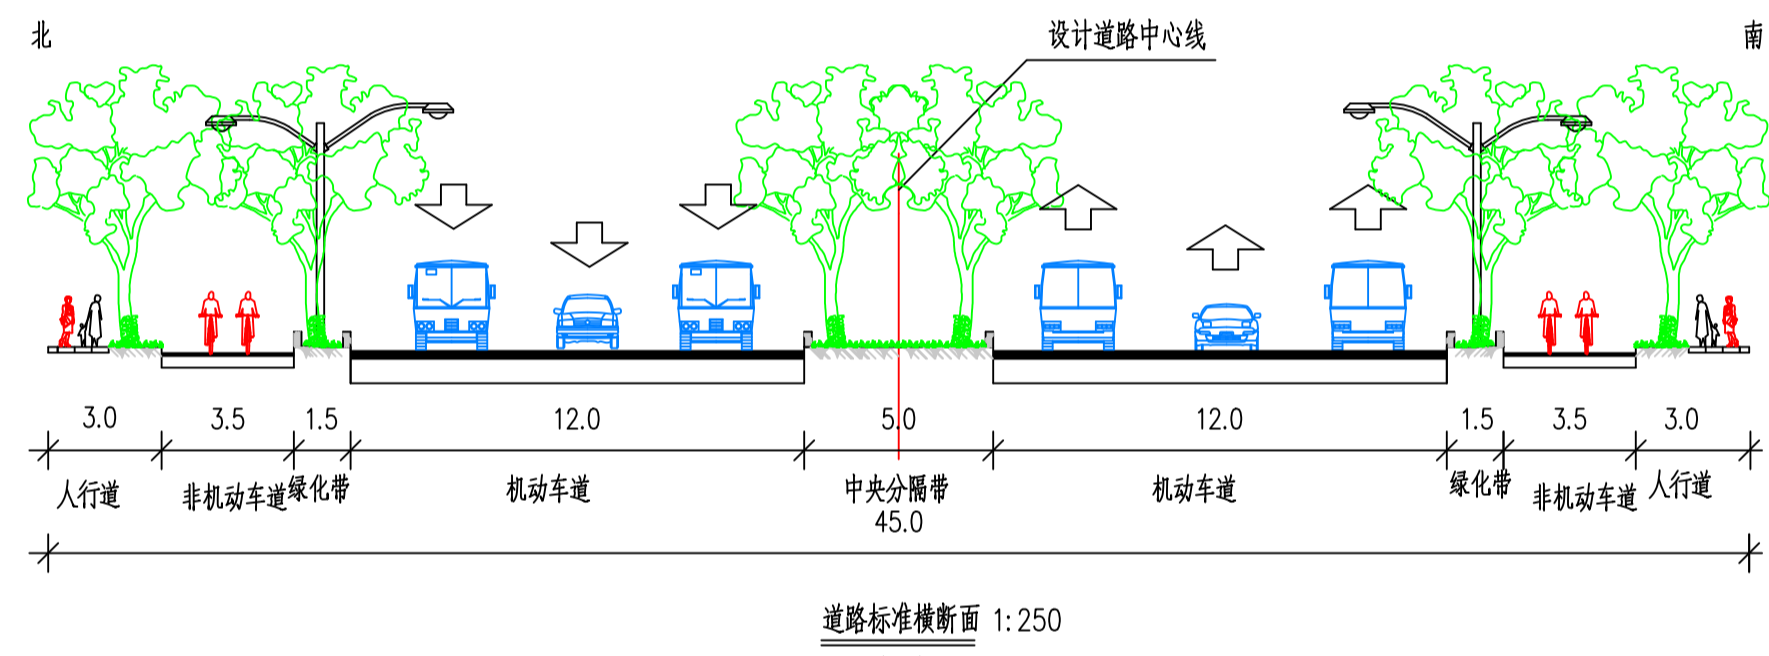 北
设计道路中心线
南
3.0 3.5 1.5 12.0 5.0 12.0 1.5 3.5 3.0
人行道 非机动车道 绿化带 机动车道 中央分隔带 机动车道 绿化带 非机动车道 人行道
45.0
道路标准横断面 1:250